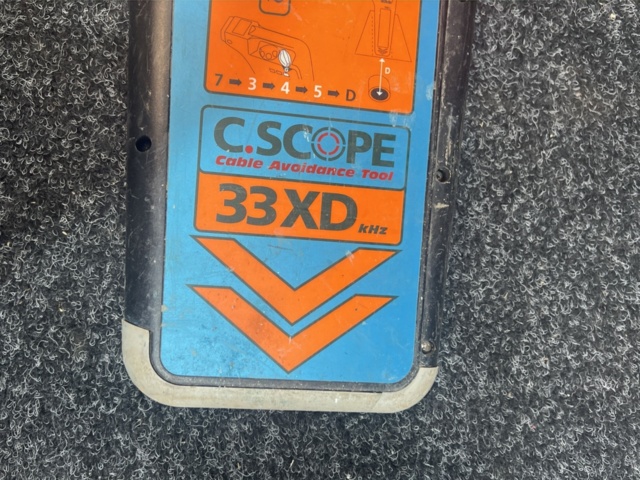 D
7 ➡ 3 ➡ 4 ➡ 5 ➡ D
C.SCOPE
Cable Avoidance Tool
33XD kHz